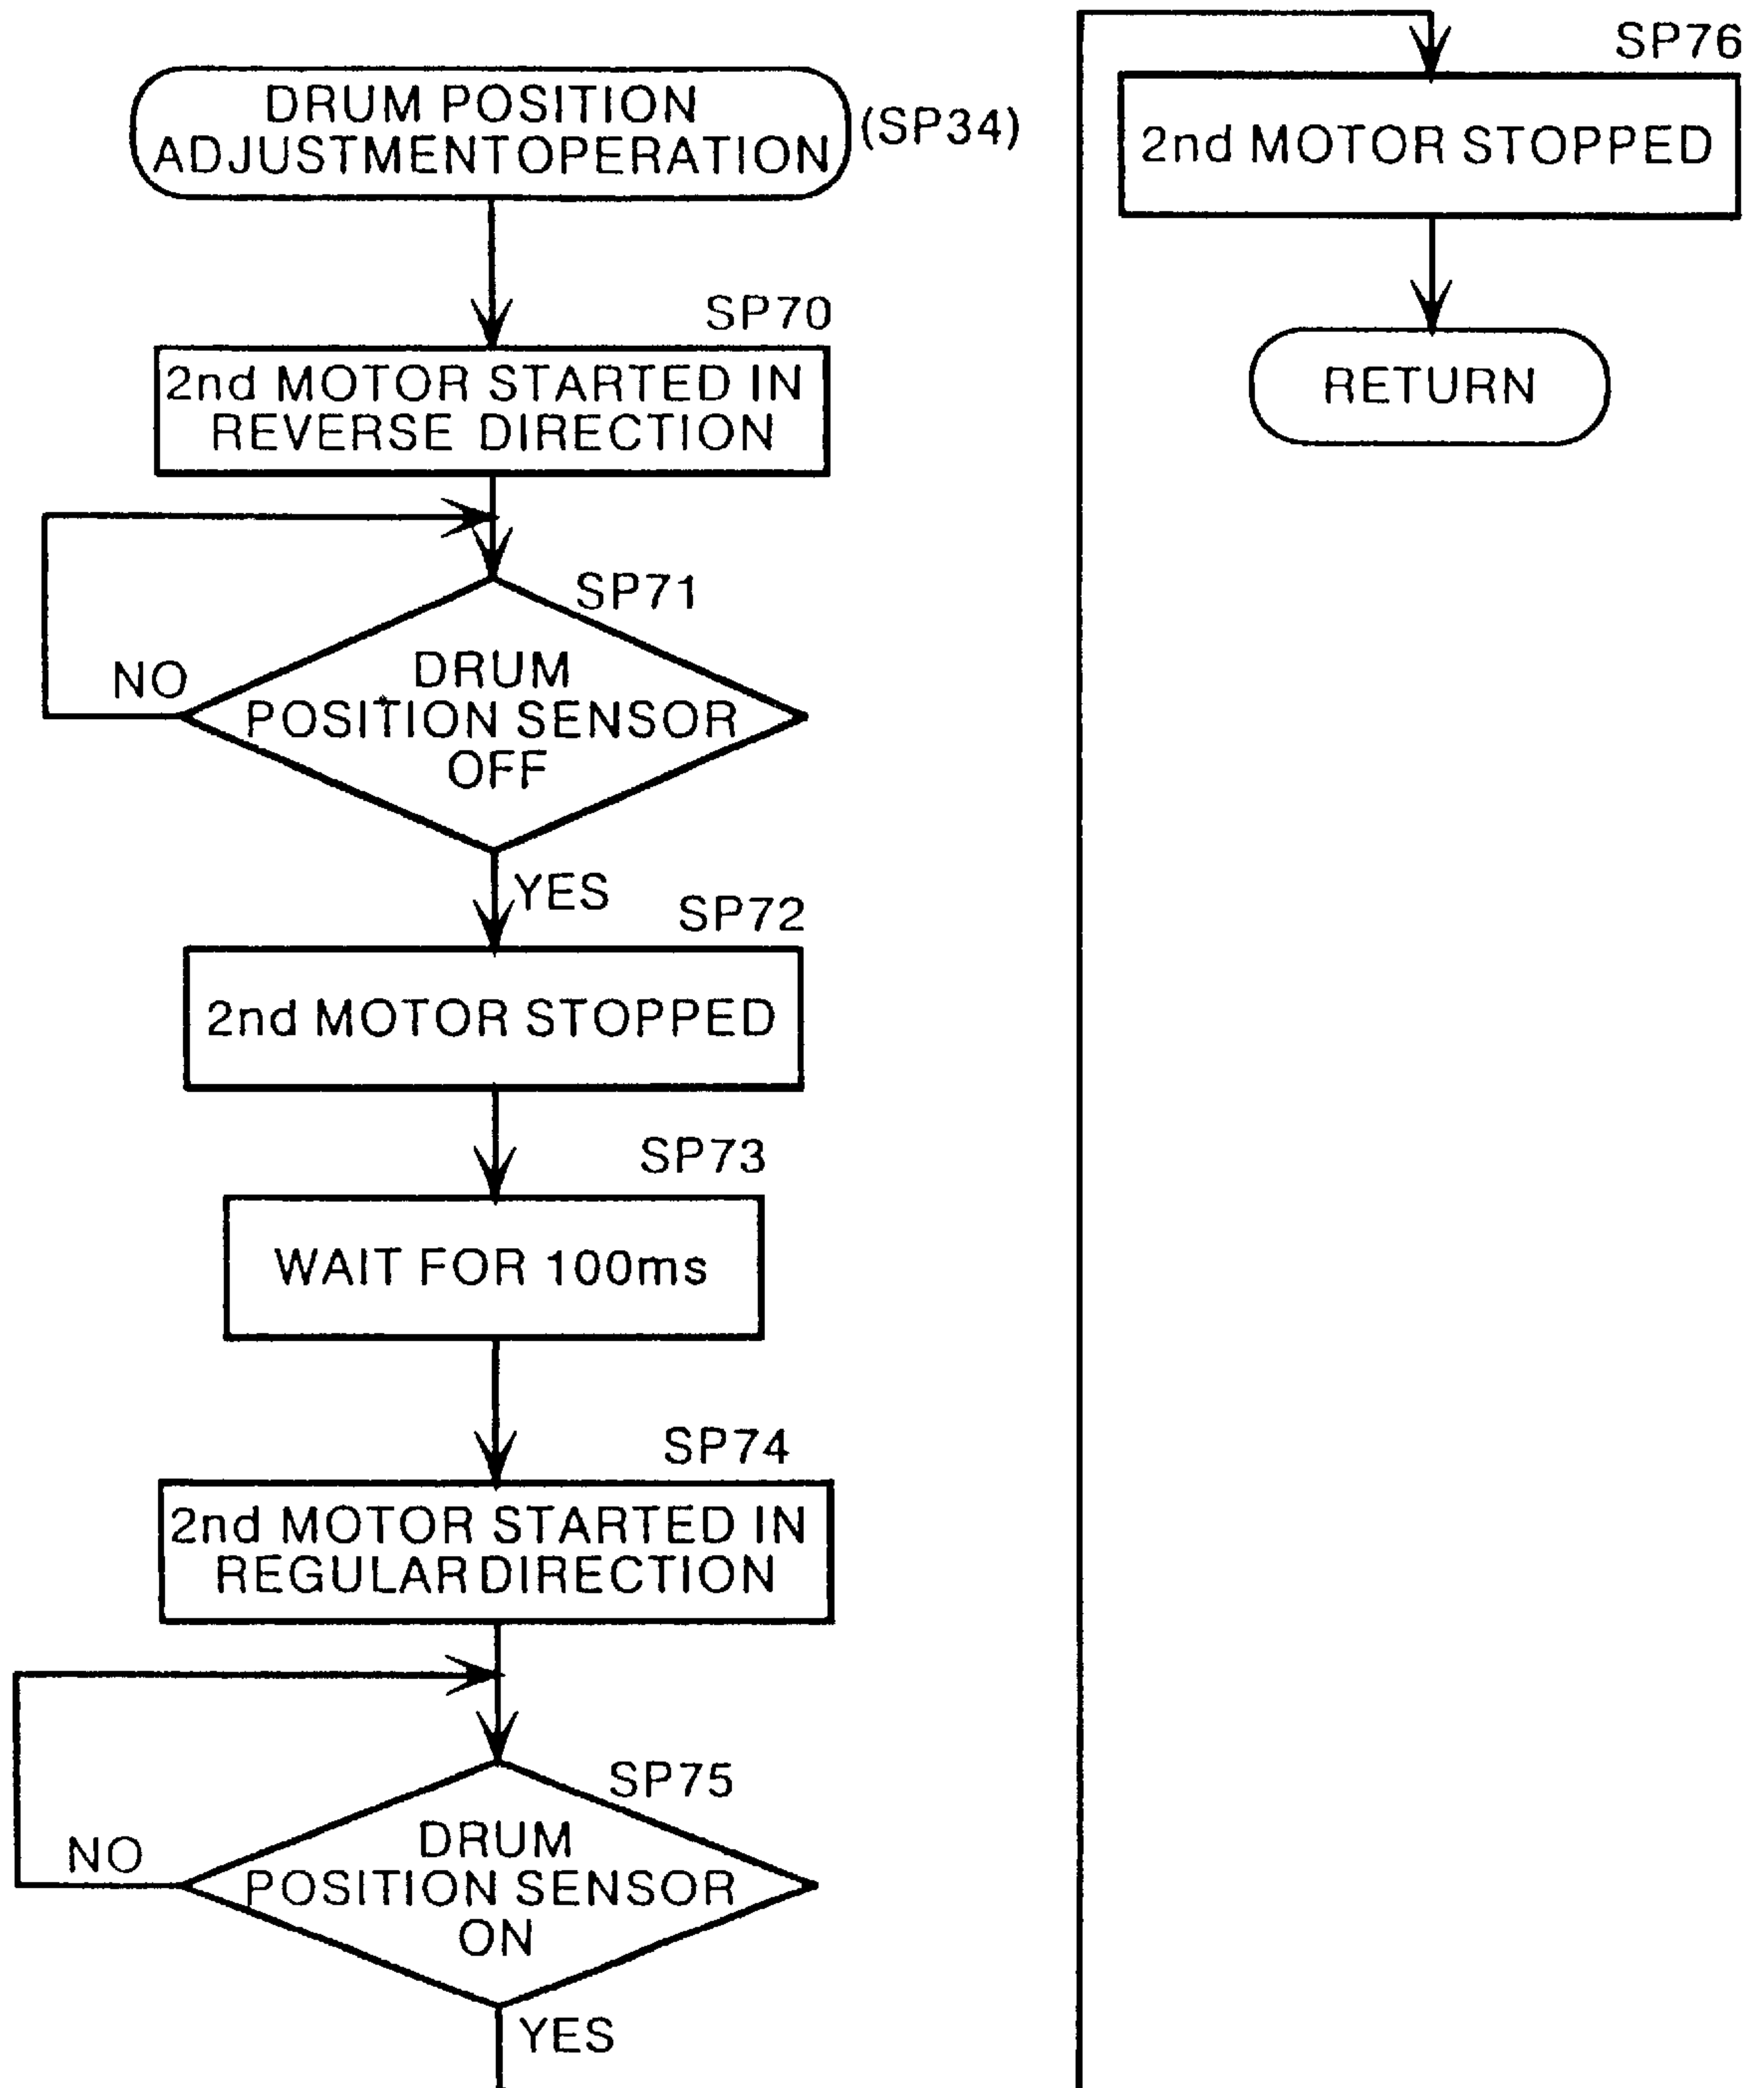 DRUM POSITION
ADJUSTMENTOPERATION
(SP34)
SP70
2nd MOTOR STARTED IN
REVERSE DIRECTION
SP71
DRUM
POSITION SENSOR
OFF
NO
YES
SP72
2nd MOTOR STOPPED
SP73
WAIT FOR 100ms
SP74
2nd MOTOR STARTED IN
REGULAR DIRECTION
SP75
DRUM
POSITION SENSOR
ON
NO
YES
SP76
2nd MOTOR STOPPED
RETURN